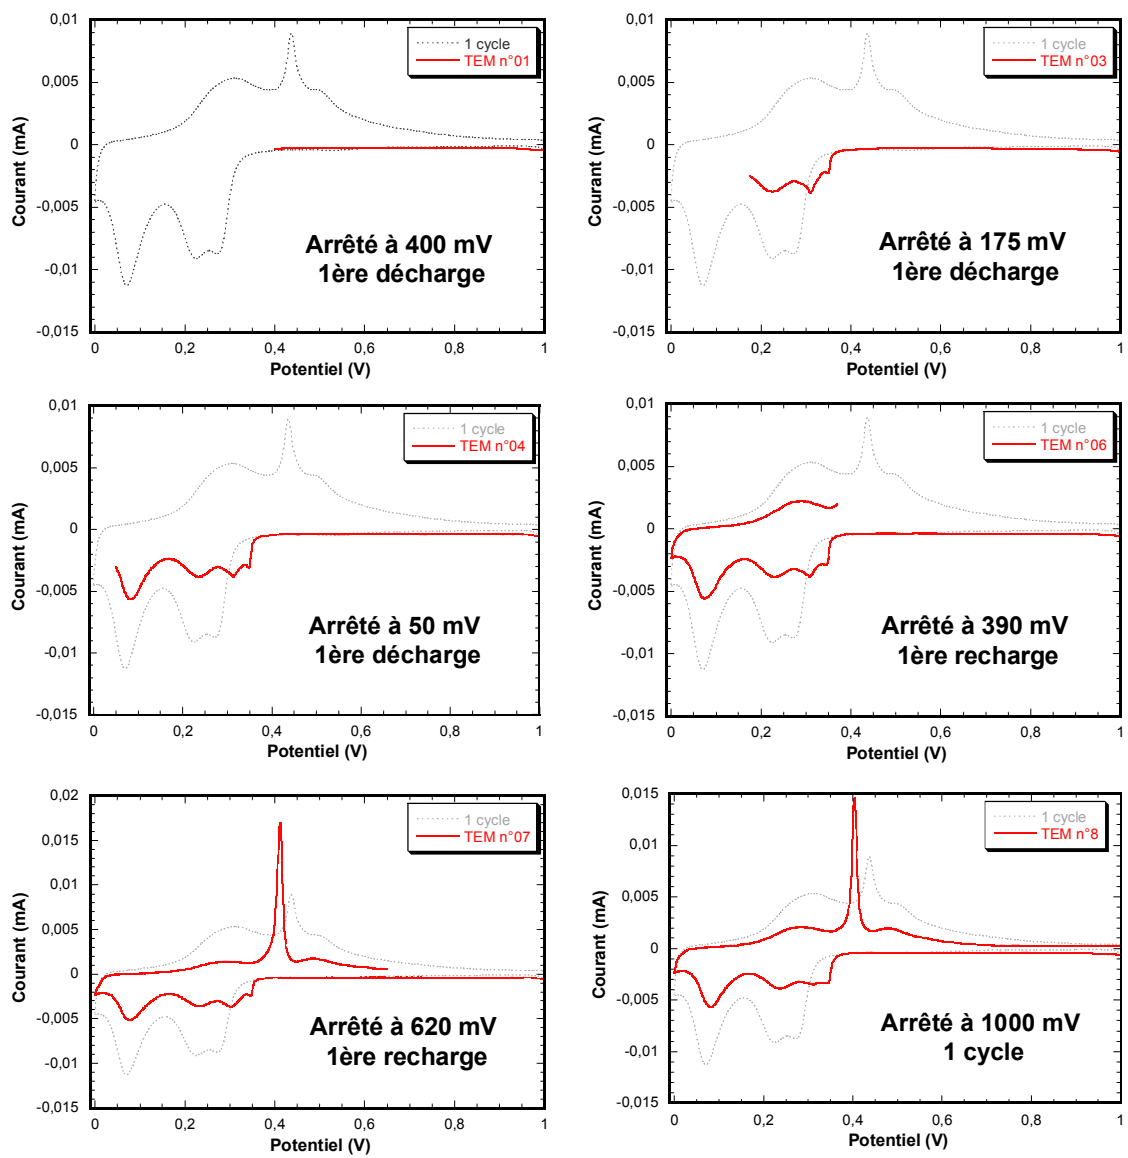 0,01
0,005
0
-0,005
-0,01
-0,015
Courant (mA)
1 cycle
TEM n°01
Arrêté à 400 mV
1ère décharge
0 0,2 0,4 0,6 0,8 1
Potentiel (V)
0,01
0,005
0
-0,005
-0,01
-0,015
Courant (mA)
1 cycle
TEM n°03
Arrêté à 175 mV
1ère décharge
0 0,2 0,4 0,6 0,8 1
Potentiel (V)
0,01
0,005
0
-0,005
-0,01
-0,015
Courant (mA)
1 cycle
TEM n°04
Arrêté à 50 mV
1ère décharge
0 0,2 0,4 0,6 0,8 1
Potentiel (V)
0,01
0,005
0
-0,005
-0,01
-0,015
Courant (mA)
1 cycle
TEM n°06
Arrêté à 390 mV
1ère recharge
0 0,2 0,4 0,6 0,8 1
Potentiel (V)
0,02
0,015
0,01
0,005
0
-0,005
-0,01
-0,015
Courant (mA)
1 cycle
TEM n°07
Arrêté à 620 mV
1ère recharge
0 0,2 0,4 0,6 0,8 1
Potentiel (V)
0,015
0,01
0,005
0
-0,005
-0,01
-0,015
Courant (mA)
1 cycle
TEM n°8
Arrêté à 1000 mV
1 cycle
0 0,2 0,4 0,6 0,8 1
Potentiel (V)